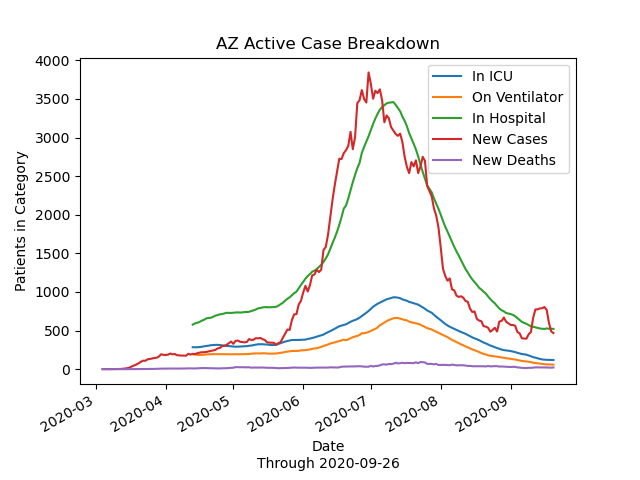 AZ Active Case Breakdown
4000
3500
3000
2500
2000
1500
1000
500
0
Patients in Category
In ICU
On Ventilator
In Hospital
New Cases
New Deaths
2020-03
2020-04
2020-05
2020-06
2020-07
2020-08
2020-09
Date
Through 2020-09-26